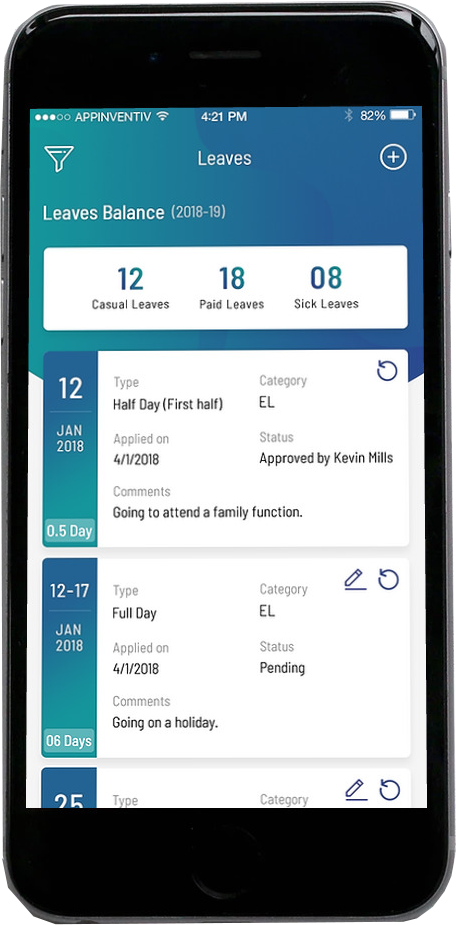 APPINVENTIV 4:21 PM 82%
Leaves
Leaves Balance (2018-19)
12 18 08
Casual Leaves Paid Leaves Sick Leaves
12
JAN
2018
0.5 Day
Type Category
Half Day (First half) EL
Applied on Status
4/1/2018 Approved by Kevin Mills
Comments
Going to attend a family function.
12-17
JAN
2018
06 Days
Type Category
Full Day EL
Applied on Status
4/1/2018 Pending
Comments
Going on a holiday.
25
Type Category